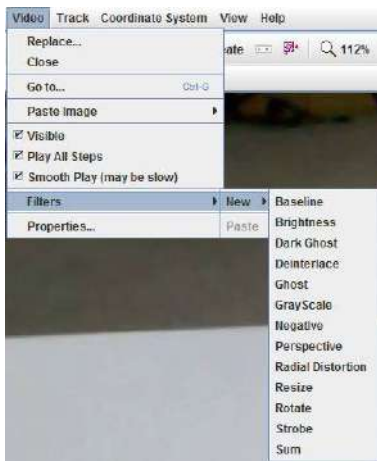 Video Track Coordinate System View Help
Replace...
Close
ate 112%
Go to... Ctrl-G
Paste Image
Visible
Play All Steps
Smooth Play (may be slow)
Filters New Baseline
Properties... Paste Brightness
Dark Ghost
Deinterlace
Ghost
GrayScale
Negative
Perspective
Radial Distortion
Resize
Rotate
Strobe
Sum